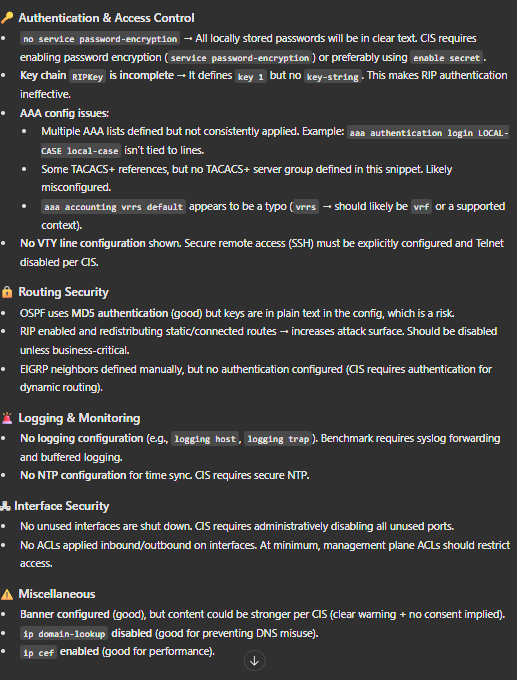 Authentication & Access Control
no service password-encryption → All locally stored passwords will be in clear text. CIS requires
enabling password encryption ( service password-encryption ) or preferably using enable secret .
Key chain RIPKey is incomplete → It defines key 1 but no key-string . This makes RIP authentication
ineffective.
AAA config issues:
Multiple AAA lists defined but not consistently applied. Example: aaa authentication login LOCAL-
CASE local-case isn't tied to lines.
Some TACACS+ references, but no TACACS+ server group defined in this snippet. Likely
misconfigured.
aaa accounting vrrs default appears to be a typo ( vrrs → should likely be vrf or a supported
context).
No VTY line configuration shown. Secure remote access (SSH) must be explicitly configured and Telnet
disabled per CIS.
Routing Security
OSPF uses MD5 authentication (good) but keys are in plain text in the config, which is a risk.
RIP enabled and redistributing static/connected routes → increases attack surface. Should be disabled
unless business-critical.
EIGRP neighbors defined manually, but no authentication configured (CIS requires authentication for
dynamic routing).
Logging & Monitoring
No logging configuration (e.g., logging host , logging trap ). Benchmark requires syslog forwarding
and buffered logging.
No NTP configuration for time sync. CIS requires secure NTP.
Interface Security
No unused interfaces are shut down. CIS requires administratively disabling all unused ports.
No ACLs applied inbound/outbound on interfaces. At minimum, management plane ACLs should restrict
access.
Miscellaneous
Banner configured (good), but content could be stronger per CIS (clear warning + no consent implied).
ip domain-lookup disabled (good for preventing DNS misuse).
ip cef enabled (good for performance).